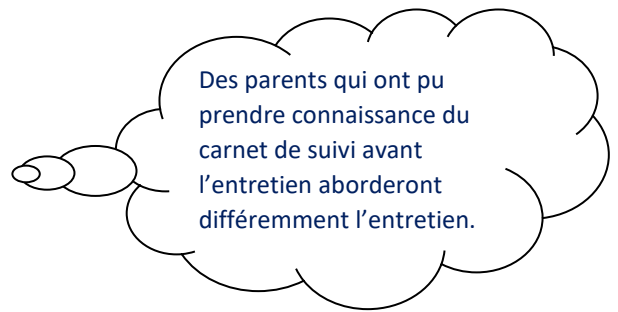 Des parents qui ont pu
prendre connaissance du
carnet de suivi avant
l’entretien aborderont
différemment l’entretien.